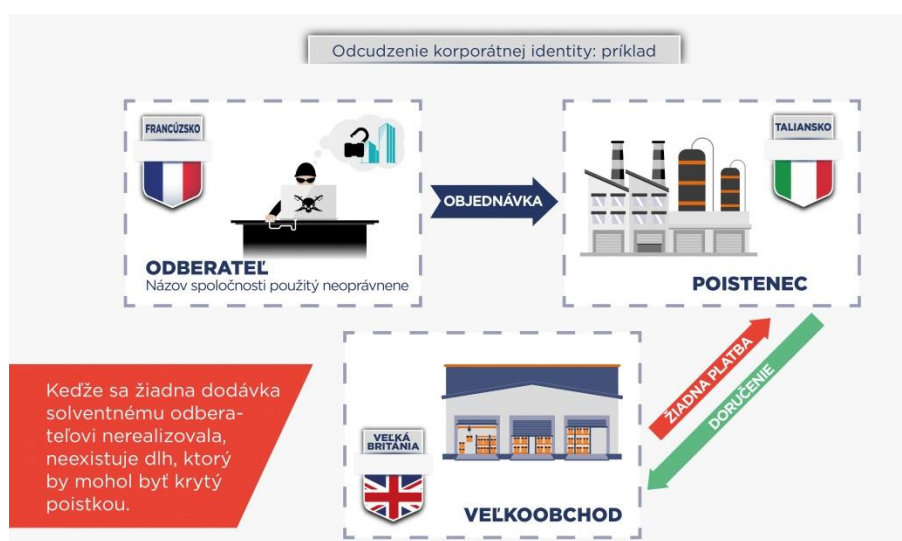 Odcudzenie korporátnej identity: príklad
FRANCÚZSKO
ODBERATEĽ
Názov spoločnosti použitý neoprávnene
OBJEDNÁVKA
TALIANSKO
POISTENEC
ŽIADNA PLATBA
DORUČENIE
Keďže sa žiadna dodávka
solventnému odbera-
teľovi nerealizovala,
neexistuje dlh, ktorý
by mohol byť krytý
poistkou.
VEĽKÁ
BRITÁNIA
VEĽKOOBCHOD